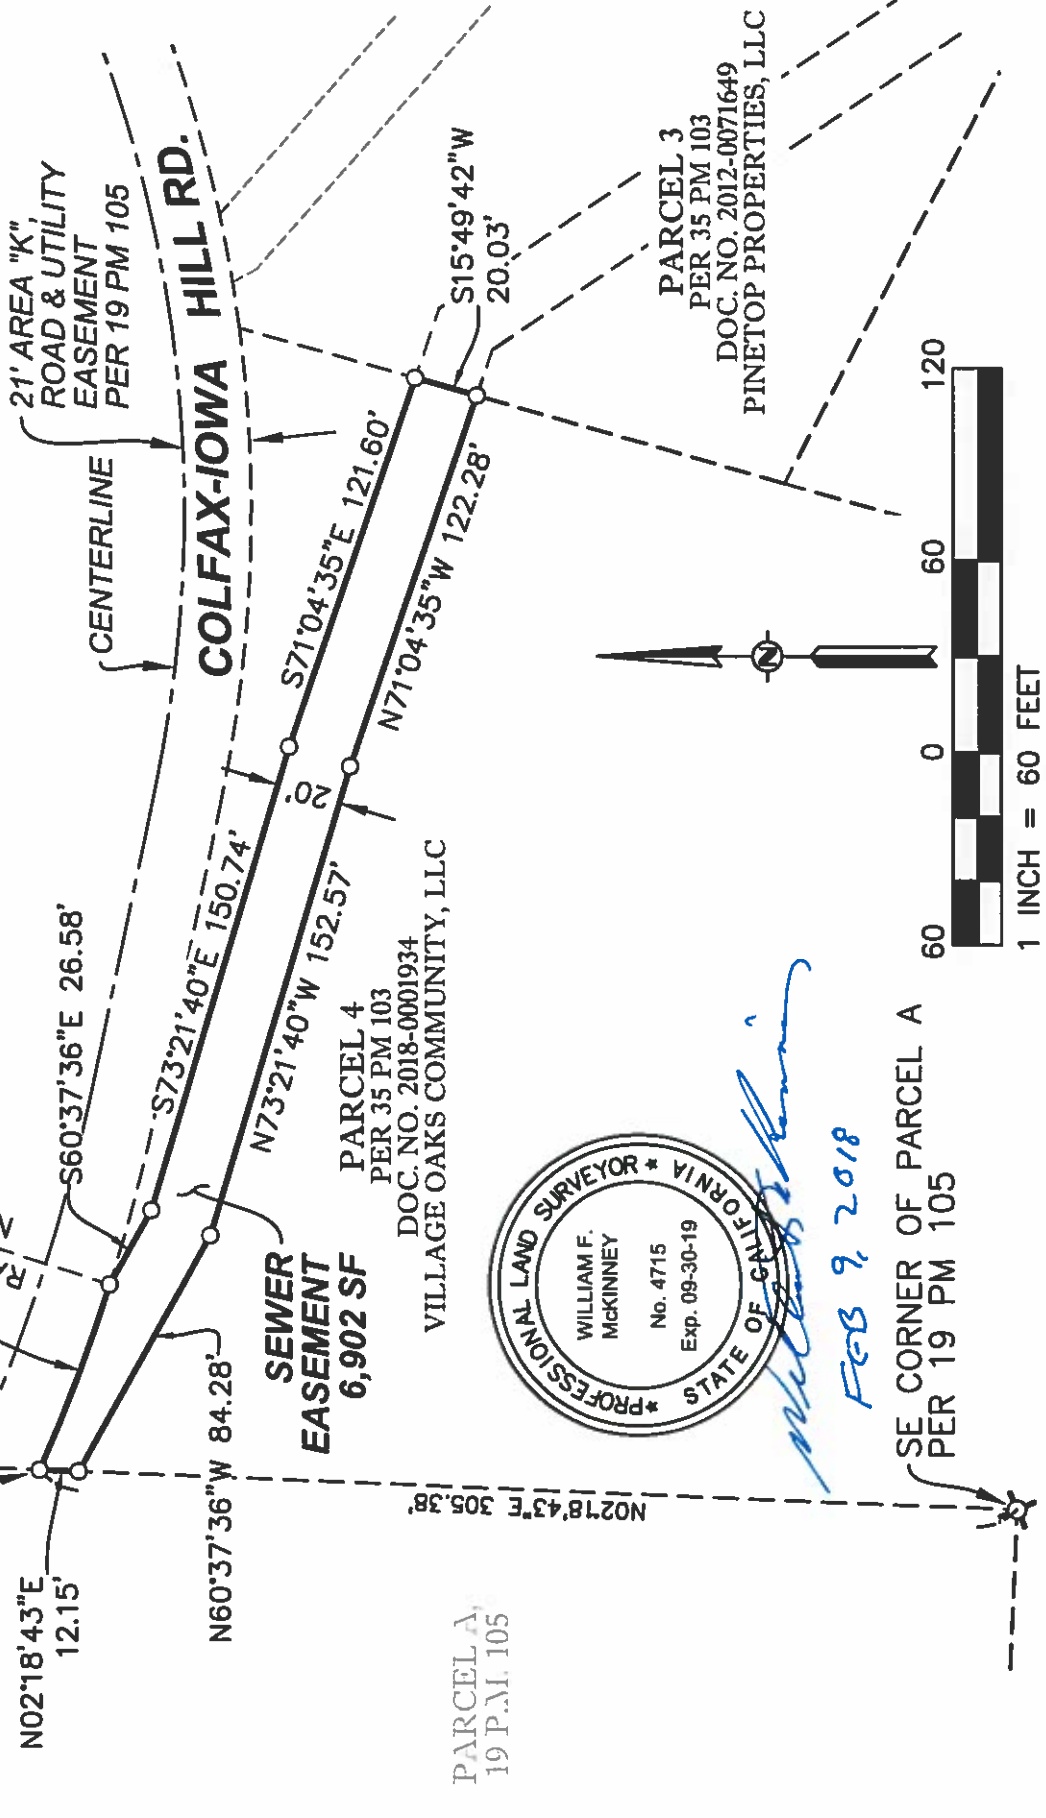 21' AREA "K",
ROAD & UTILITY
EASEMENT
PER 19 PM 105
CENTERLINE
COLFAX-IOWA HILL RD.
S60°37'36"E 26.58'
S73°21'40"E 150.74'
S71°04'35"E 121.60'
S15°49'42"W
20.03'
N71°04'35"W 122.28'
20'
N73°21'40"W 152.57'
N02°18'43"E
12.15'
N60°37'36"W 84.28'
SEWER
EASEMENT
6,902 SF
PARCEL 4
PER 35 PM 103
DOC. NO. 2018-0001934
VILLAGE OAKS COMMUNITY, LLC
PARCEL 3
PER 35 PM 103
DOC. NO. 2012-0071649
PINETOP PROPERTIES, LLC
PARCEL A,
19 P.M. 105
N02°18'43"E 305.38'
PROFESSIONAL LAND SURVEYOR
STATE OF CALIFORNIA
WILLIAM F.
McKINNEY
No. 4715
Exp. 09-30-19
FEB 9, 2018
SE CORNER OF PARCEL A
PER 19 PM 105
N
60 0 60 120
1 INCH = 60 FEET